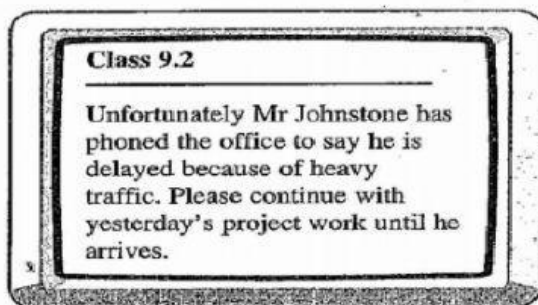 Class 9.2
Unfortunately Mr Johnstone has
phoned the office to say he is
delayed because of heavy
traffic. Please continue with
yesterday's project work until he
arrives.